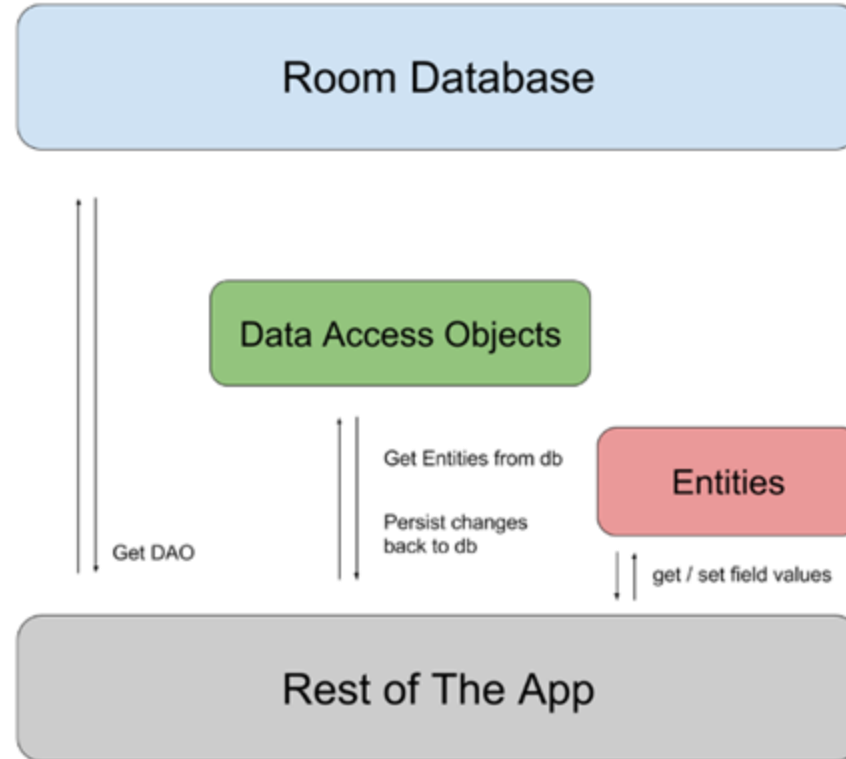 Room Database
Data Access Objects
Get Entities from db
Entities
Persist changes
back to db
Get DAO
get / set field values
Rest of The App